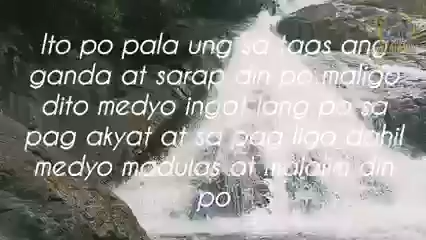 Ito po pala ung sa taas ang
ganda at sarap din po maligo
dito medyo ingat lang po sa
pag akyat at sa pag ligo dahil
medyo madulas at malalim din
po